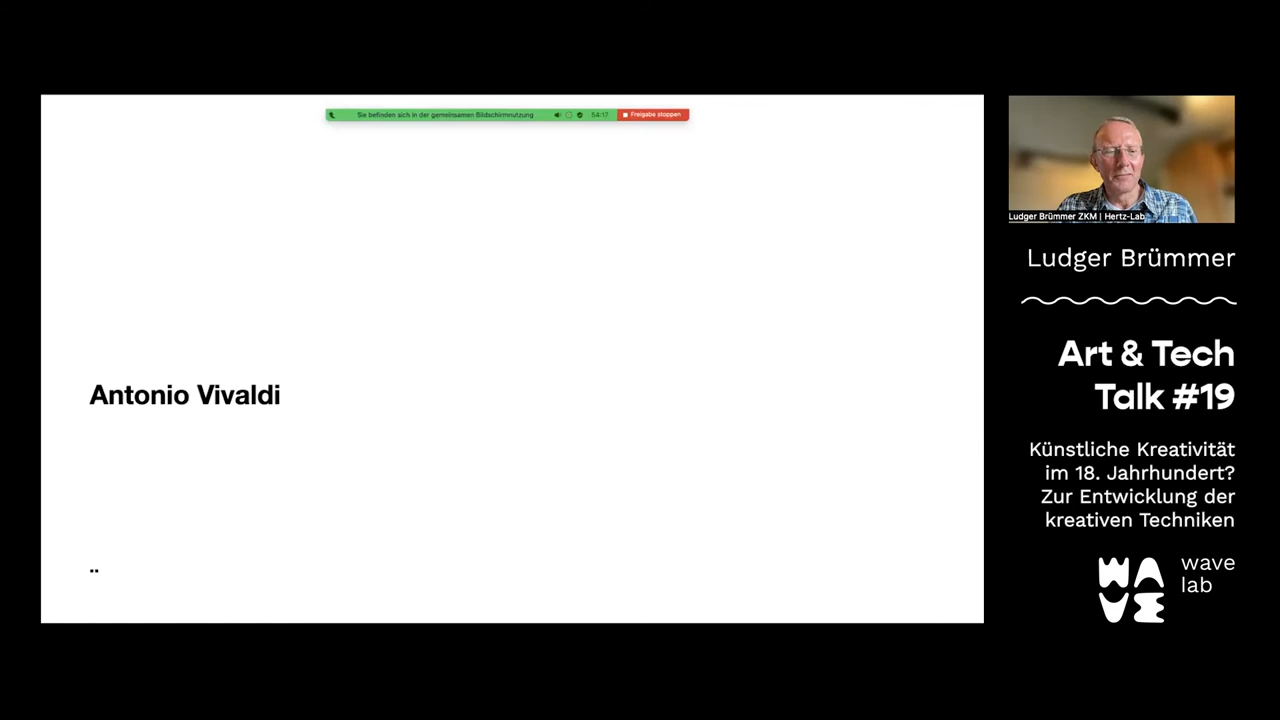 Sie befinden sich in der gemeinsamen Bildschirmnutzung
54:17
Freigabe stoppen
Antonio Vivaldi
..
Ludger Brümmer ZKM | Hertz-Lab
Ludger Brümmer
Art & Tech
Talk #19
Künstliche Kreativität
im 18. Jahrhundert?
Zur Entwicklung der
kreativen Techniken
WAVE
wave
lab